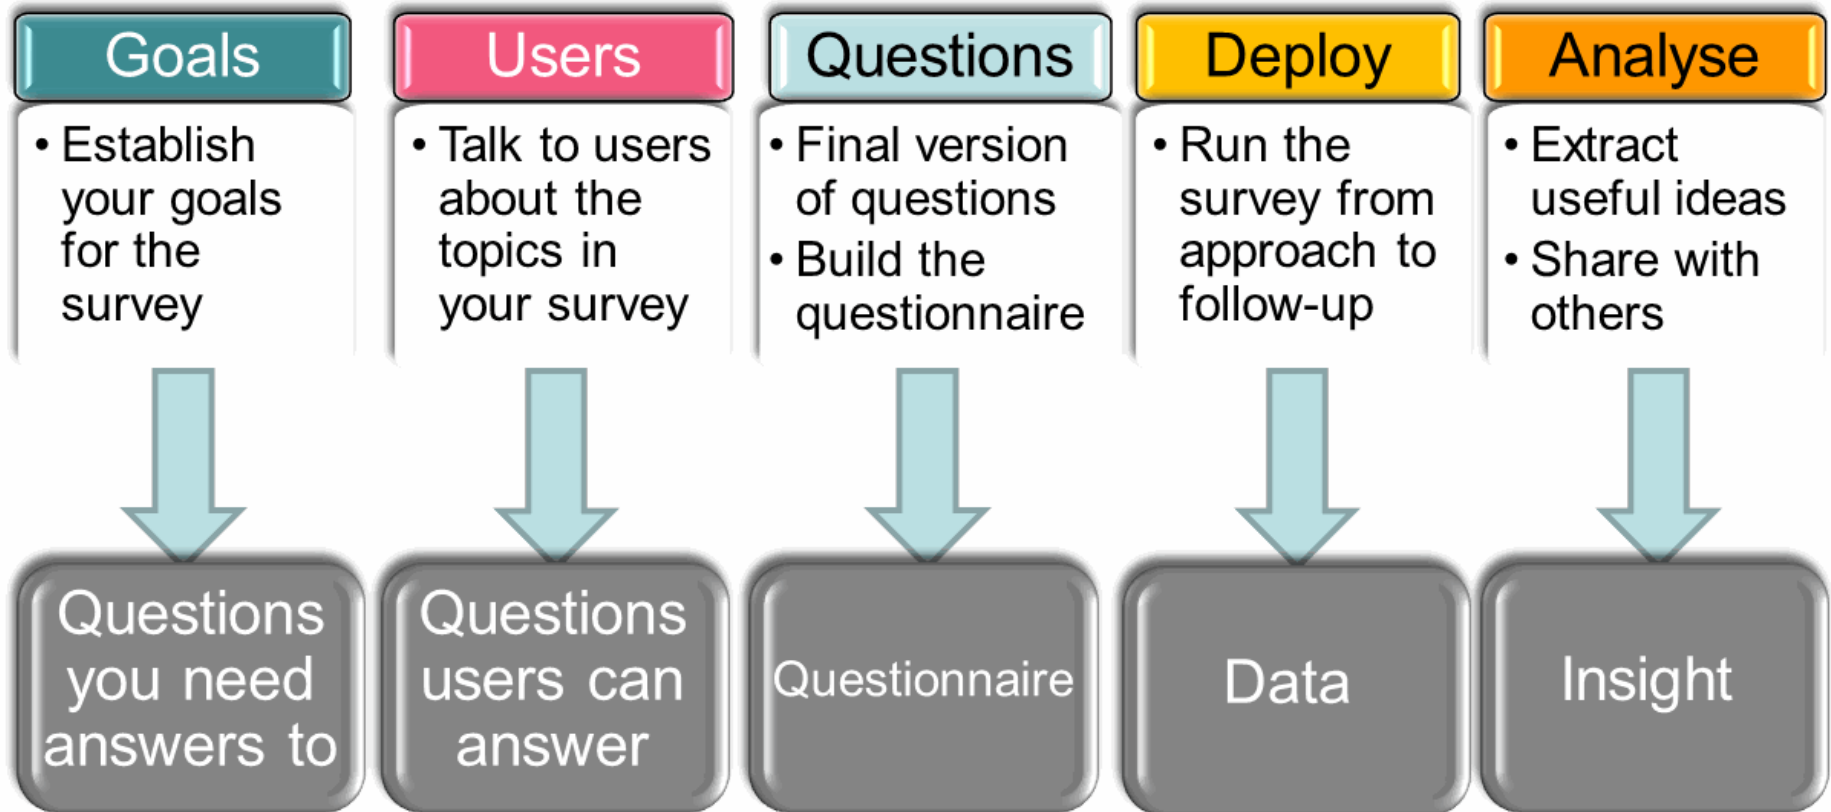 Goals
• Establish
your goals
for the
survey
Questions
you need
answers to
Users
• Talk to users
about the
topics in
your survey
Questions
users can
answer
Questions
• Final version
of questions
• Build the
questionnaire
Questionnaire
Deploy
• Run the
survey from
approach to
follow-up
Data
Analyse
• Extract
useful ideas
• Share with
others
Insight